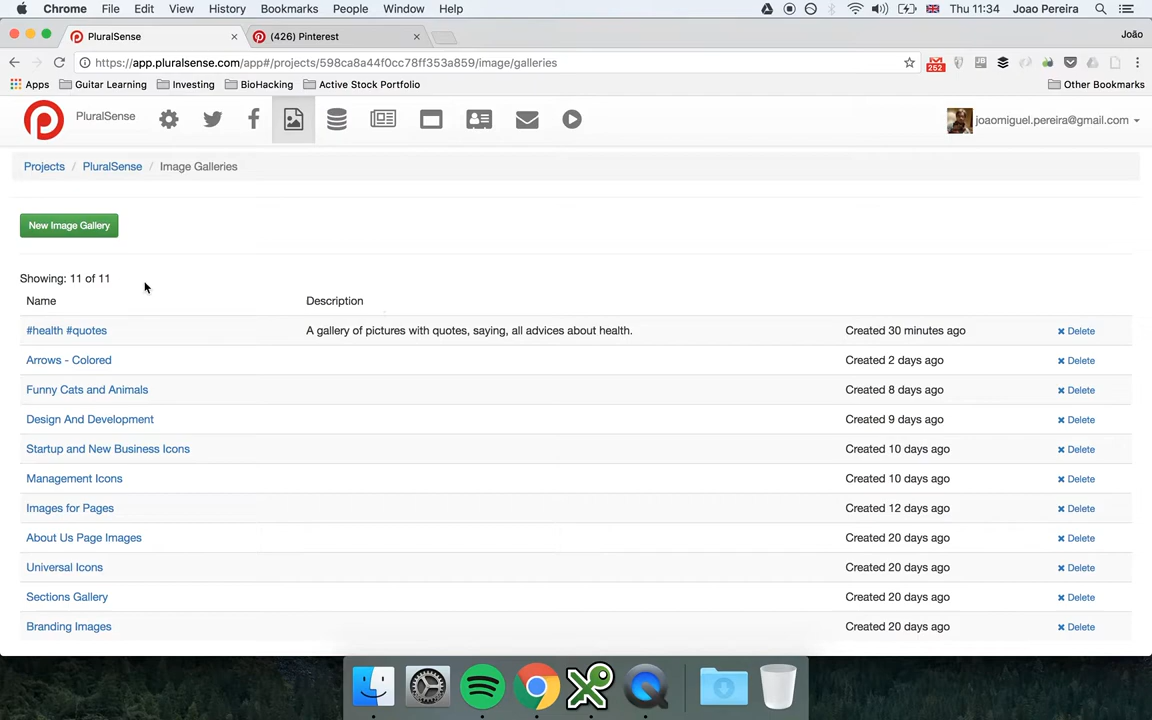 Chrome File Edit View History Bookmarks People Window Help Thu 11:34 Joao Pereira
PluralSense (426) Pinterest João
https://app.pluralsense.com/app#/projects/598ca8a44f0cc78ff353a859/image/galleries 252
Apps Guitar Learning Investing BioHacking Active Stock Portfolio Other Bookmarks
PluralSense joaomiguel.pereira@gmail.com
Projects / PluralSense / Image Galleries
New Image Gallery
Showing: 11 of 11
Name Description
#health #quotes A gallery of pictures with quotes, saying, all advices about health. Created 30 minutes ago Delete
Arrows - Colored Created 2 days ago Delete
Funny Cats and Animals Created 8 days ago Delete
Design And Development Created 9 days ago Delete
Startup and New Business Icons Created 10 days ago Delete
Management Icons Created 10 days ago Delete
Images for Pages Created 12 days ago Delete
About Us Page Images Created 20 days ago Delete
Universal Icons Created 20 days ago Delete
Sections Gallery Created 20 days ago Delete
Branding Images Created 20 days ago Delete